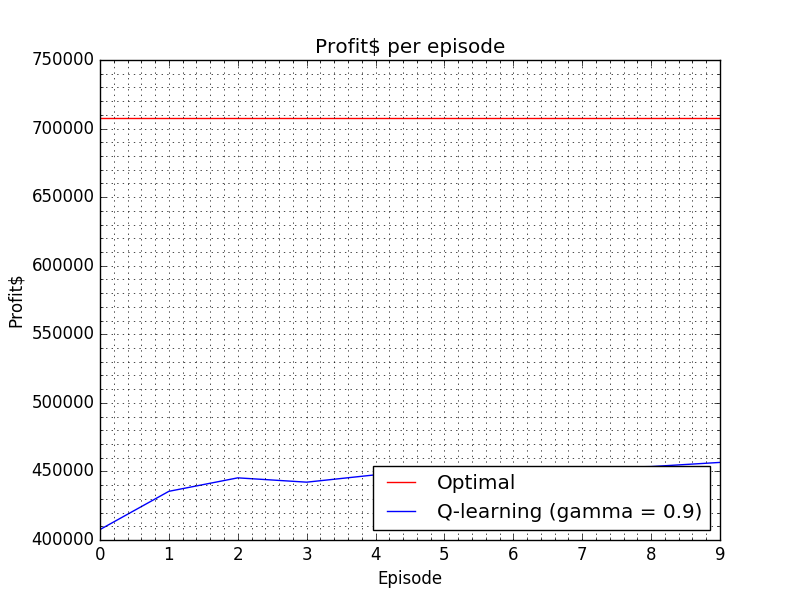 Profit$ per episode
750000
700000
650000
600000
550000
500000
450000
400000
Profit$
0 1 2 3 4 5 6 7 8 9
Episode
Optimal
Q-learning (gamma = 0.9)